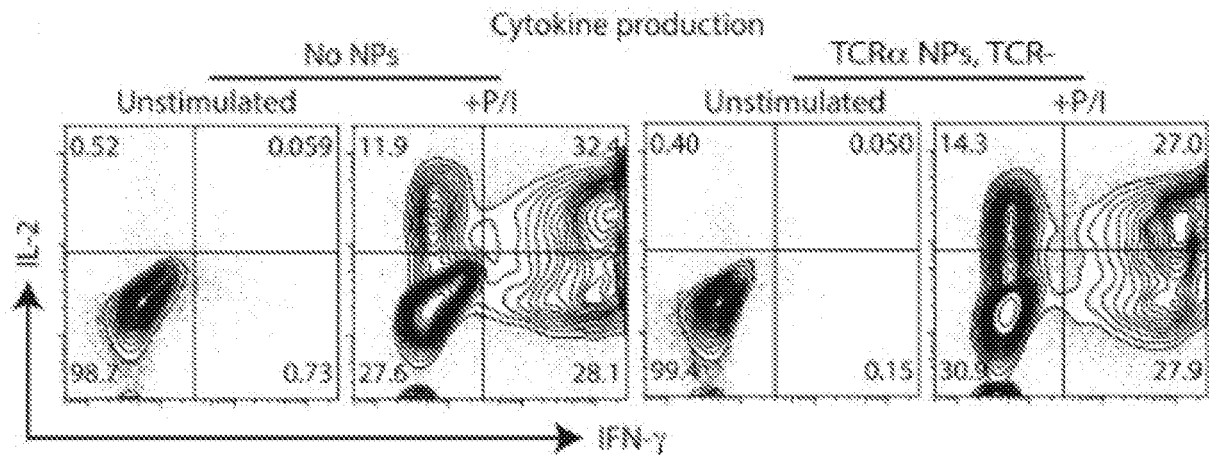 Cytokine production
No NPs
TCRα NPs, TCR-
Unstimulated
+P/I
Unstimulated
+P/I
0.52 0.059
11.9 32.4
0.40 0.050
14.3 27.0
IL-2
98.7 0.73
27.6 28.1
99.4 0.15
30.9 27.9
IFN-γ